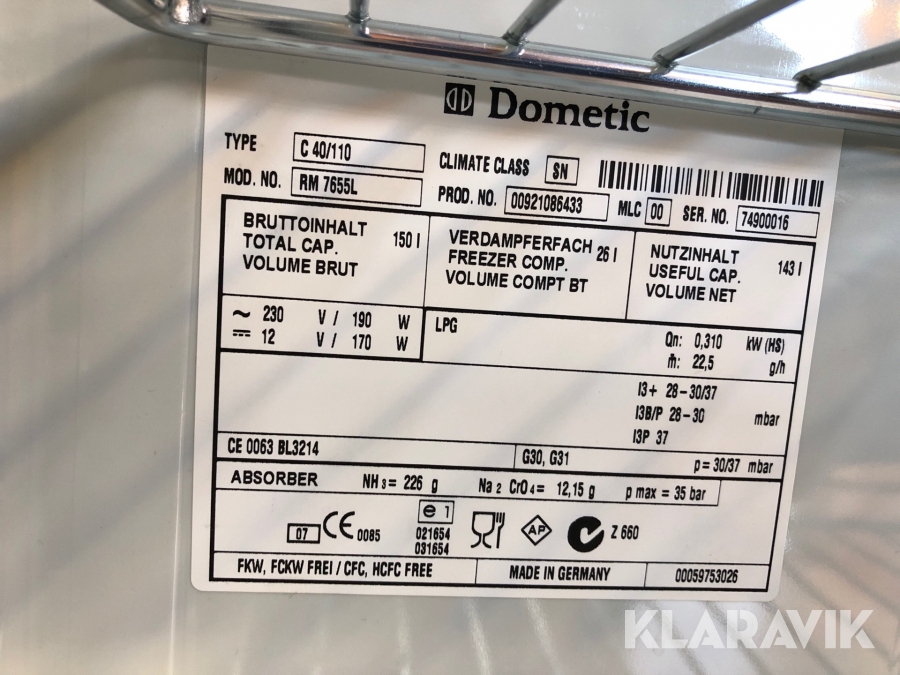 Dometic
TYPE C 40/110 CLIMATE CLASS SN
MOD. NO. RM 7655L PROD. NO. 00921086433 MLC 00 SER. NO. 74900016
BRUTTOINHALT
TOTAL CAP. 150 l
VOLUME BRUT
VERDAMPFERFACH 26 l
FREEZER COMP.
VOLUME COMPT BT
NUTZINHALT
USEFUL CAP. 143 l
VOLUME NET
~ 230 V / 190 W
⎓ 12 V / 170 W
LPG
Qn: 0,310 kW (HS)
ṁ: 22,5 g/h
I3+ 28-30/37
I3B/P 28-30 mbar
I3P 37
CE 0063 BL3214 G30, G31 p = 30/37 mbar
ABSORBER NH3 = 226 g Na2 CrO4 = 12,15 g p max = 35 bar
07 CE 0085
e 1
021654
031654
AP
Z 660
FKW, FCKW FREI / CFC, HCFC FREE MADE IN GERMANY 00059753026
KLARAVIK